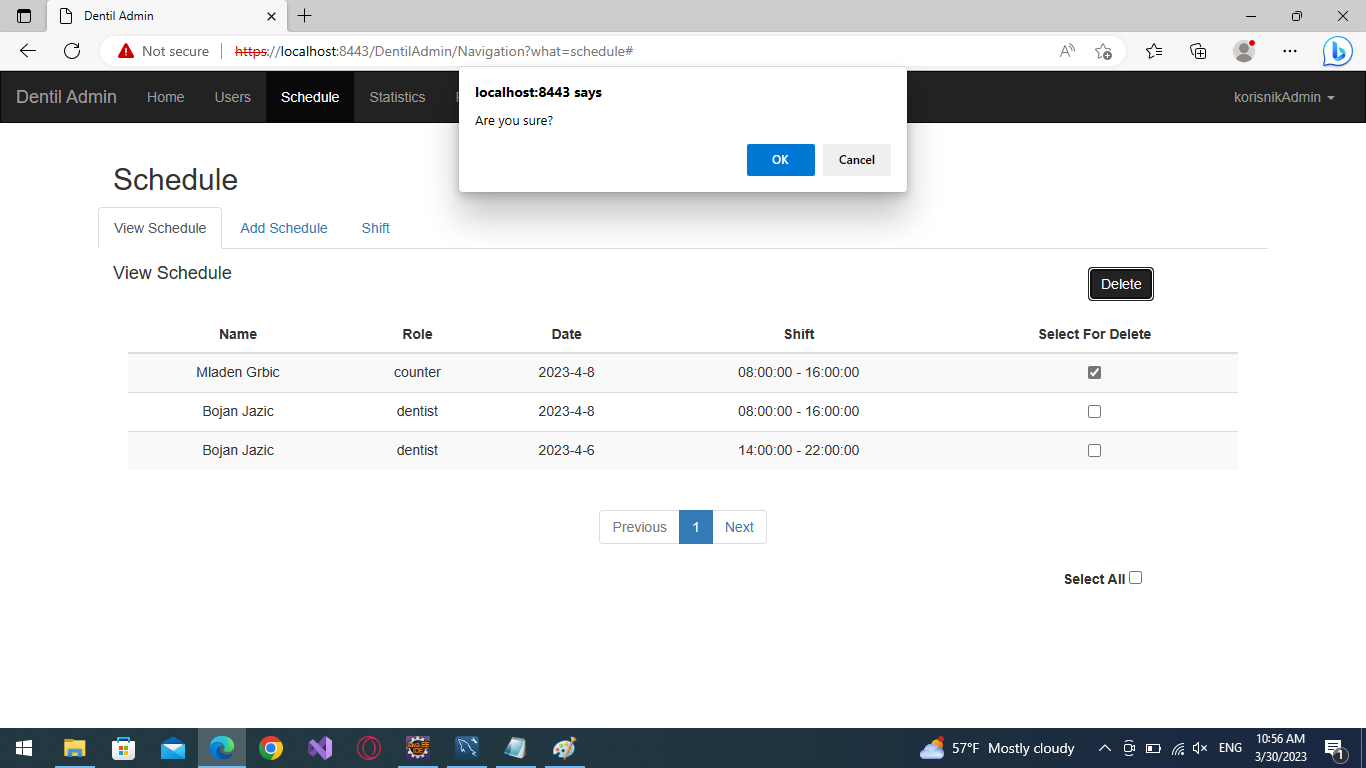 Dentil Admin
Not secure https://localhost:8443/DentilAdmin/Navigation?what=schedule#
Dentil Admin Home Users Schedule Statistics korisnikAdmin
localhost:8443 says
Are you sure?
OK Cancel
Schedule
View Schedule Add Schedule Shift
View Schedule
Delete
Name Role Date Shift Select For Delete
Mladen Grbic counter 2023-4-8 08:00:00 - 16:00:00
Bojan Jazic dentist 2023-4-8 08:00:00 - 16:00:00
Bojan Jazic dentist 2023-4-6 14:00:00 - 22:00:00
Previous 1 Next
Select All
57°F Mostly cloudy ENG
10:56 AM
3/30/2023
1